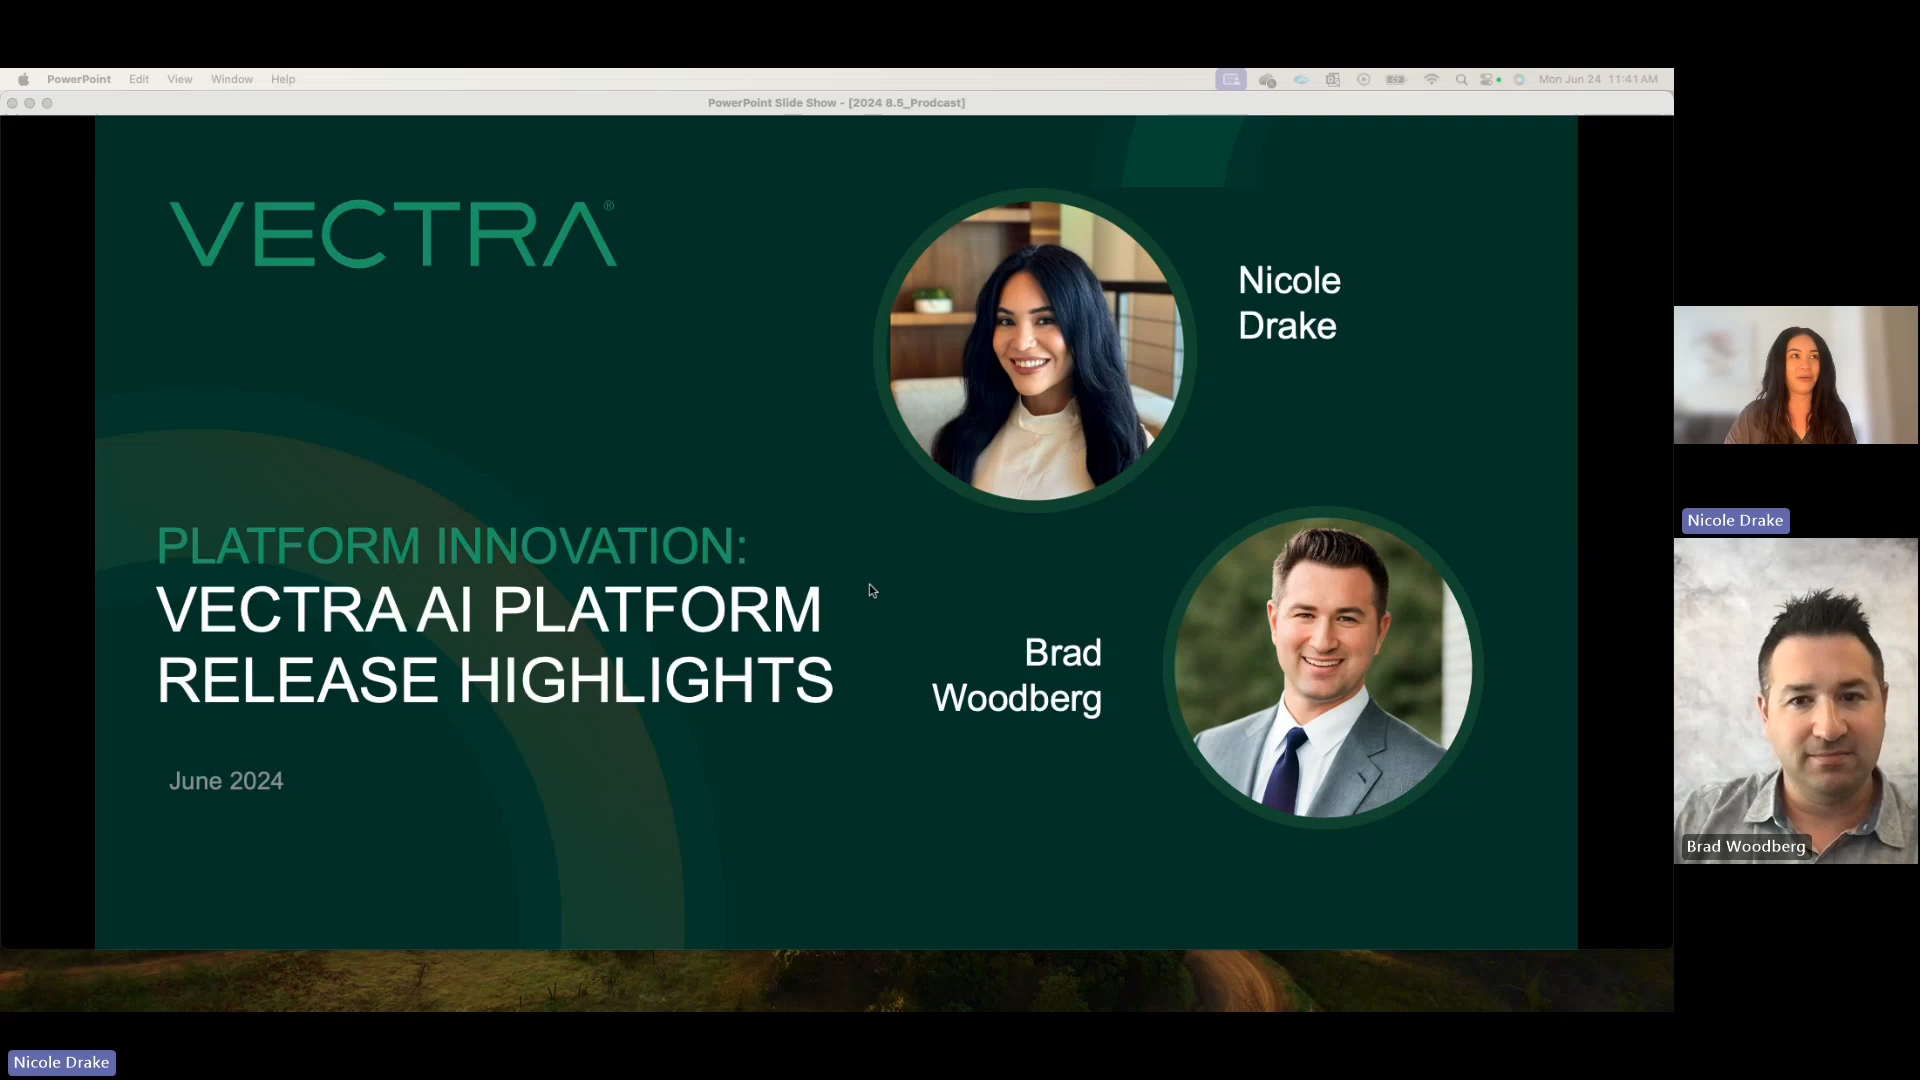 PowerPoint Edit View Window Help
Mon Jun 24 11:41 AM
PowerPoint Slide Show - [2024 8.5_Prodcast]
VECTRA®
Nicole
Drake
PLATFORM INNOVATION:
VECTRA AI PLATFORM
RELEASE HIGHLIGHTS
June 2024
Brad
Woodberg
Nicole Drake
Brad Woodberg
Nicole Drake